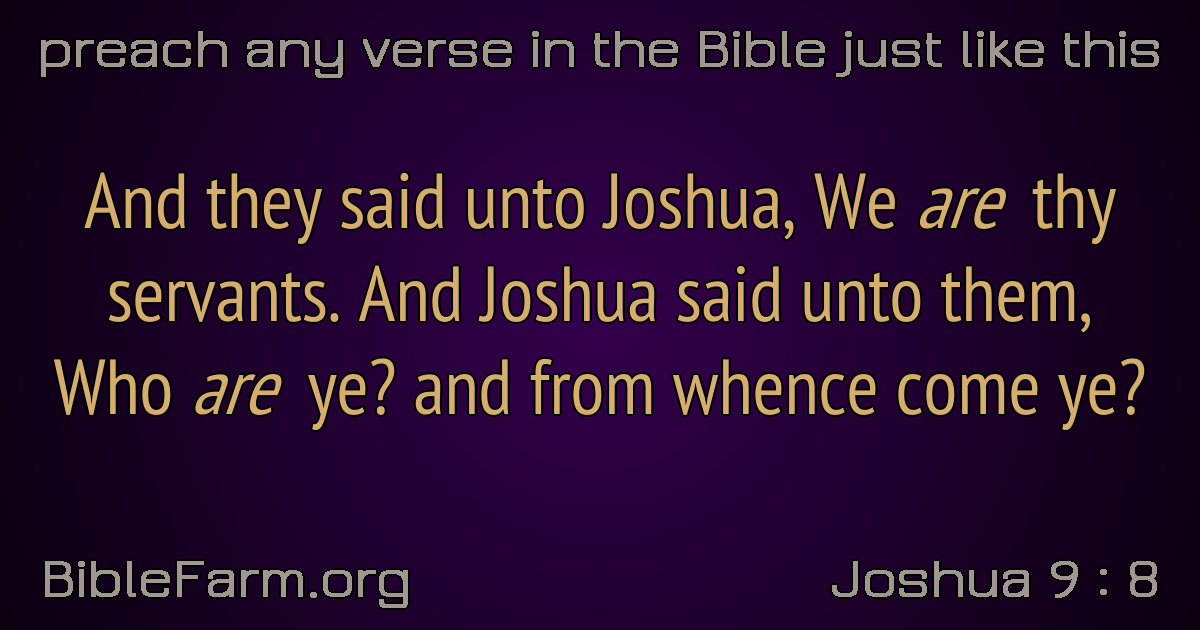 preach any verse in the Bible just like this
And they said unto Joshua, We are thy
servants. And Joshua said unto them,
Who are ye? and from whence come ye?
BibleFarm.org
Joshua 9 : 8